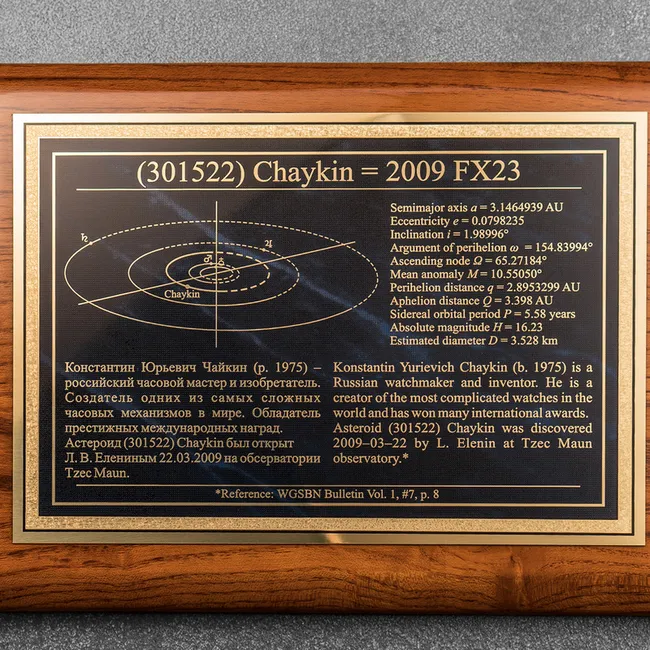 (301522) Chaykin = 2009 FX23
Semimajor axis a = 3.1464939 AU
Eccentricity e = 0.0798235
Inclination i = 1.98996°
Argument of perihelion ω = 154.83994°
Ascending node Ω = 65.27184°
Mean anomaly M = 10.55050°
Perihelion distance q = 2.8953299 AU
Aphelion distance Q = 3.398 AU
Sidereal orbital period P = 5.58 years
Absolute magnitude H = 16.23
Estimated diameter D = 3.528 km
♄
♃
♂
Chaykin
Константин Юрьевич Чайкин (р. 1975) –
российский часовой мастер и изобретатель.
Создатель одних из самых сложных
часовых механизмов в мире. Обладатель
престижных международных наград.
Астероид (301522) Chaykin был открыт
Л. В. Елениным 22.03.2009 на обсерватории
Tzec Maun.
Konstantin Yurievich Chaykin (b. 1975) is a
Russian watchmaker and inventor. He is a
creator of the most complicated watches in the
world and has won many international awards.
Asteroid (301522) Chaykin was discovered
2009–03–22 by L. Elenin at Tzec Maun
observatory.*
*Reference: WGSBN Bulletin Vol. 1, #7, p. 8